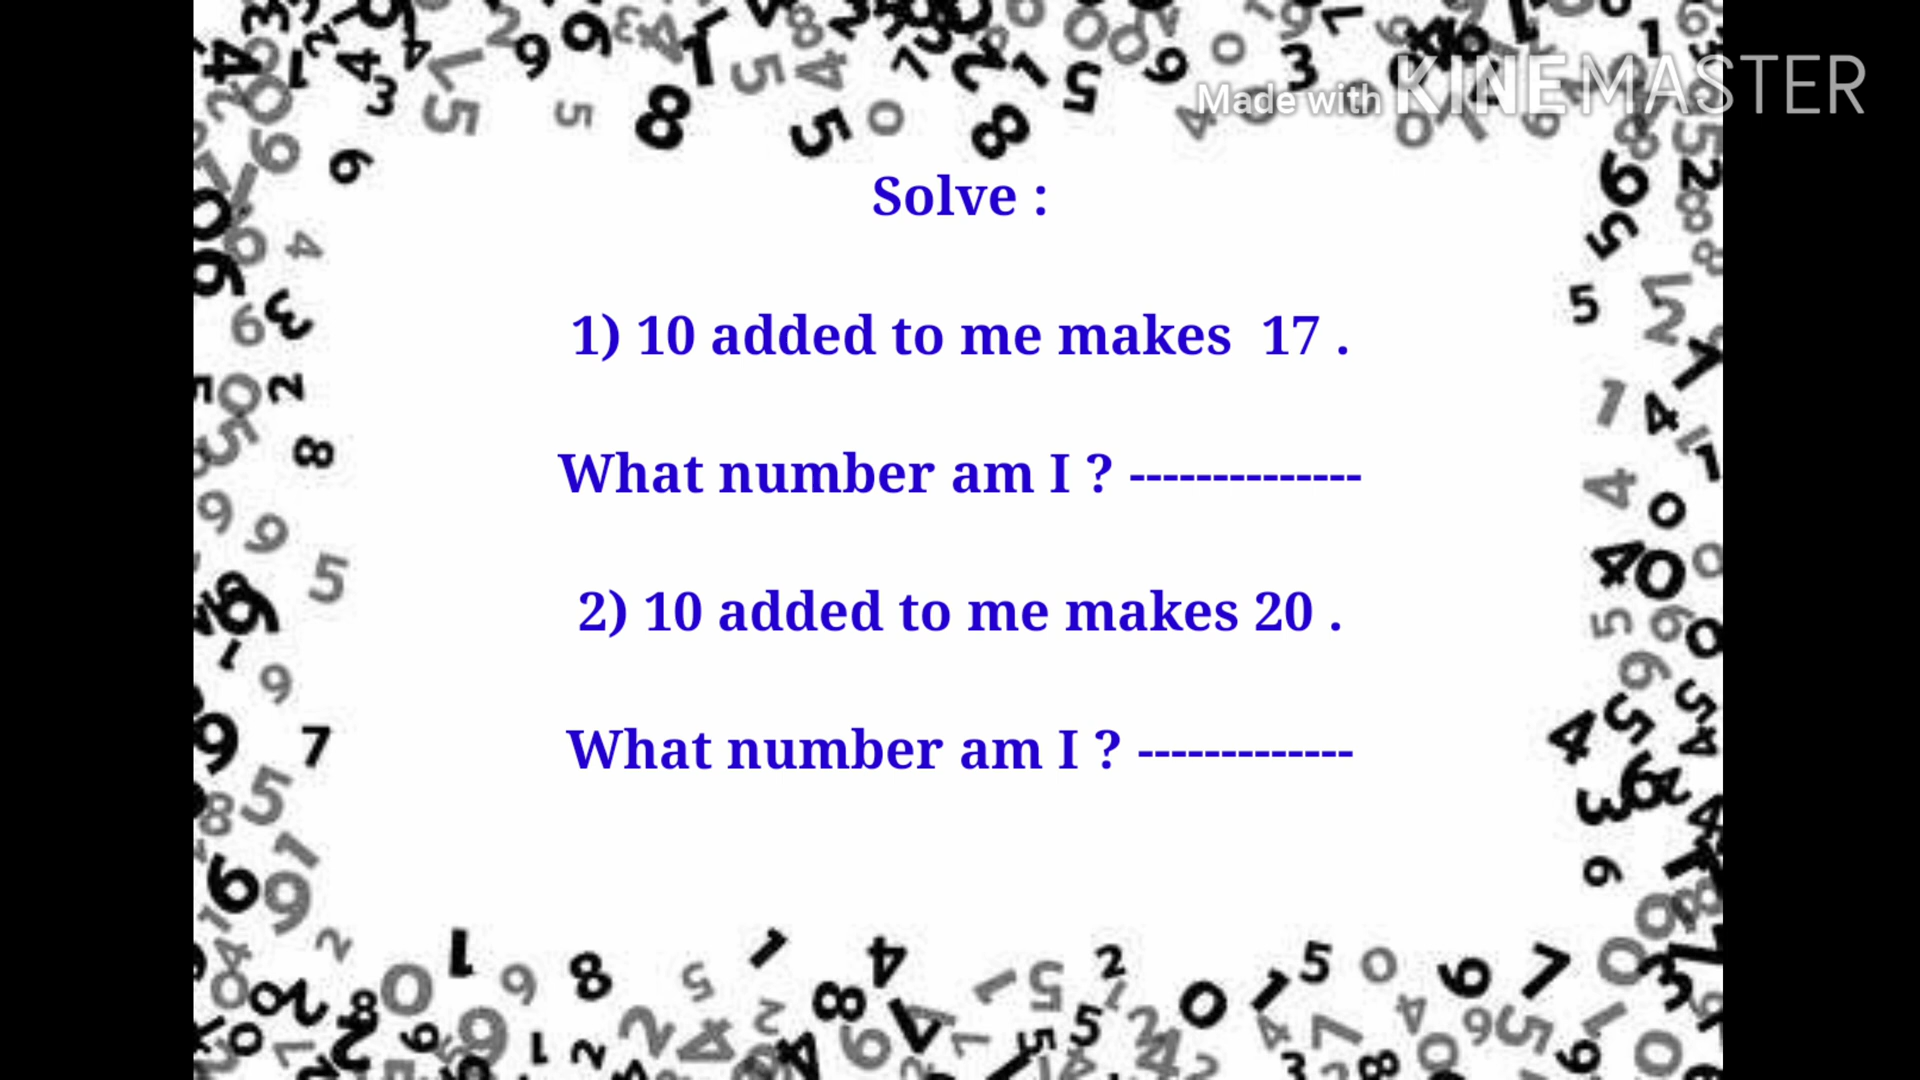 Made with KINEMASTER
Solve :
1) 10 added to me makes 17 .
What number am I ? --------------
2) 10 added to me makes 20 .
What number am I ? -------------